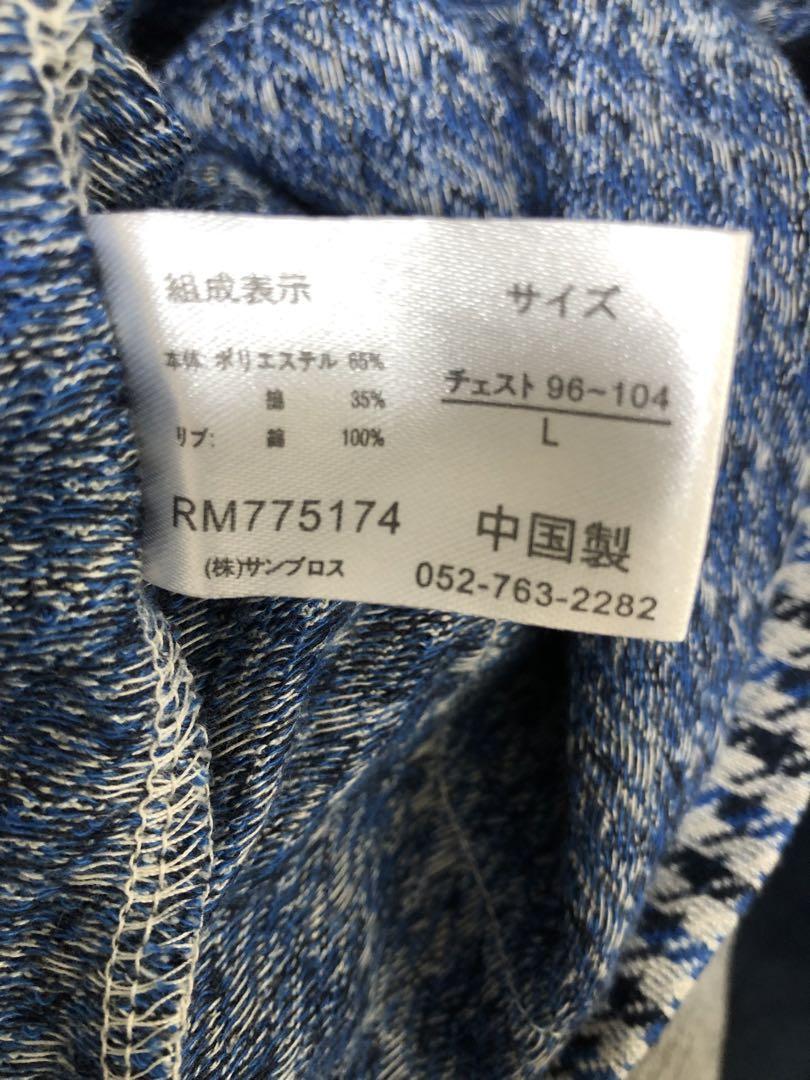 組成表示
サイズ
本体 ポリエステル 65%
綿 35%
リブ: 綿 100%
チェスト 96~104
L
RM775174
中国製
(株)サンブロス
052-763-2282